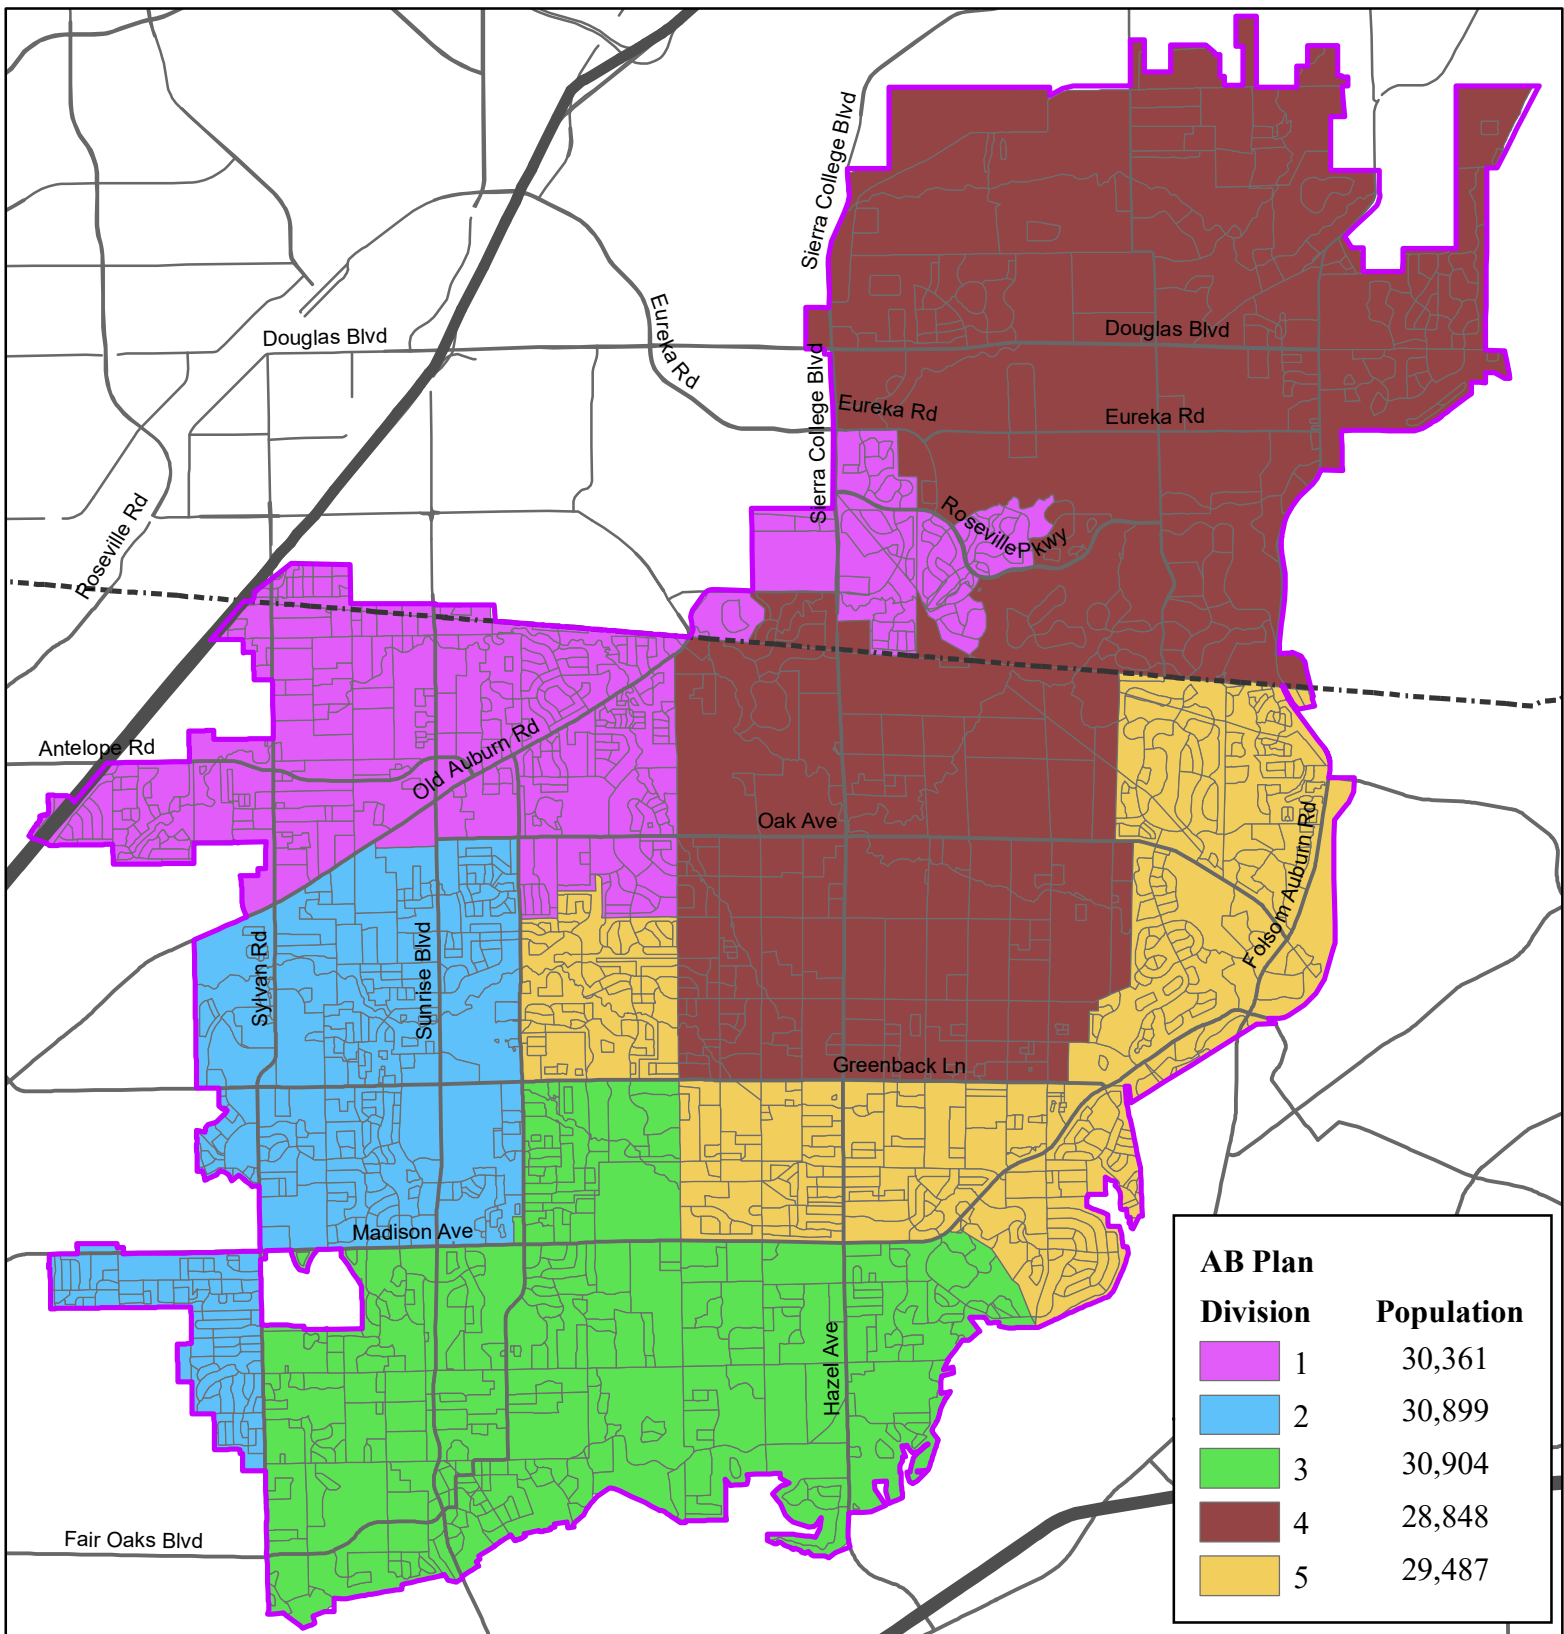 Sierra College Blvd
Douglas Blvd
Eureka Rd
Douglas Blvd
Sierra College Blvd
Eureka Rd
Eureka Rd
Roseville Rd
Roseville Pkwy
Antelope Rd
Old Auburn Rd
Oak Ave
Folsom Auburn Rd
Sylvan Rd
Sunrise Blvd
Greenback Ln
Madison Ave
Hazel Ave
Fair Oaks Blvd
AB Plan
Division Population
1 30,361
2 30,899
3 30,904
4 28,848
5 29,487